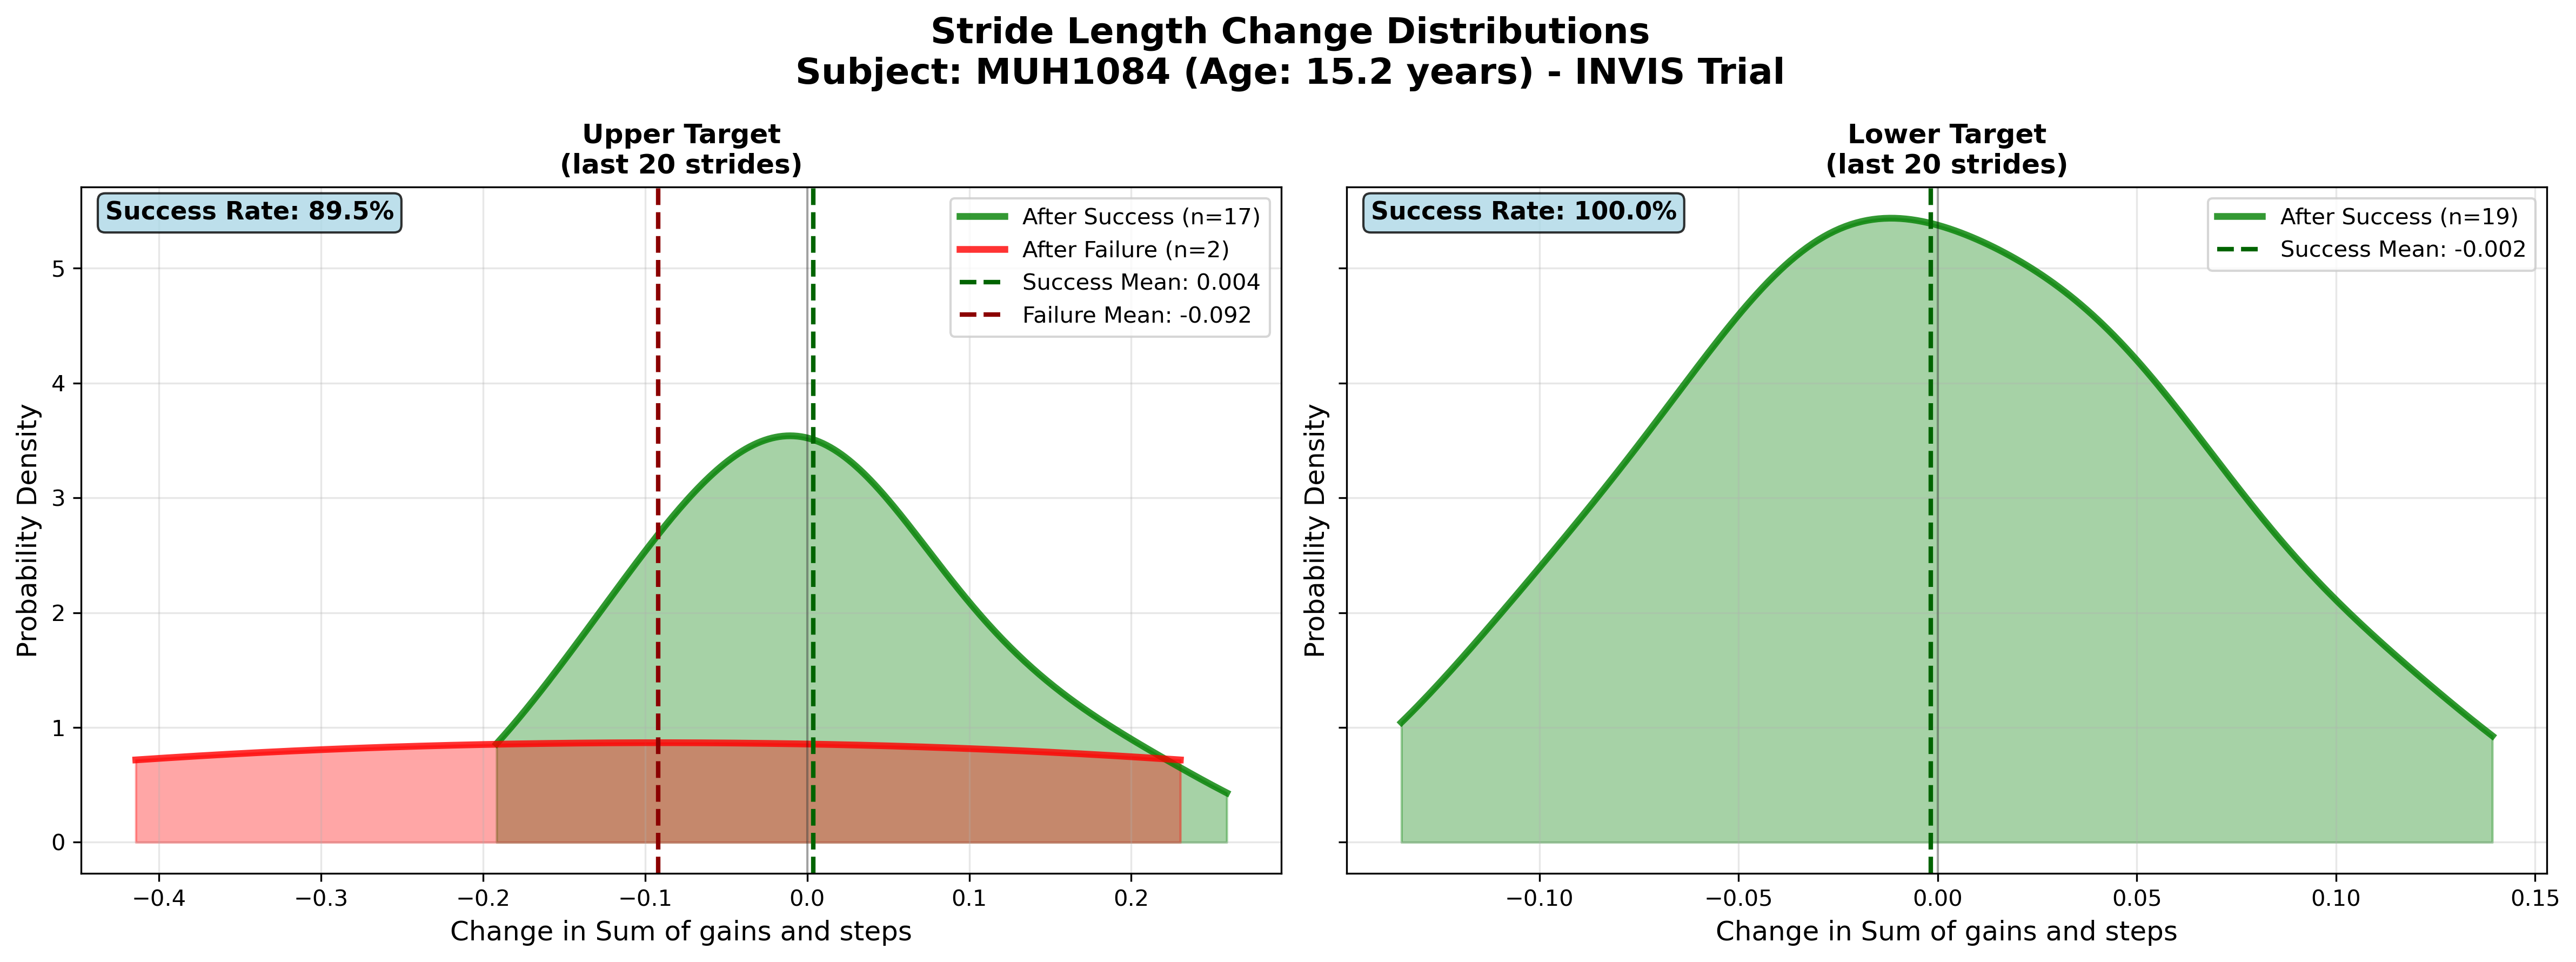 Stride Length Change Distributions
Subject: MUH1084 (Age: 15.2 years) - INVIS Trial
Upper Target
(last 20 strides)
Success Rate: 89.5%
After Success (n=17)
After Failure (n=2)
Success Mean: 0.004
Failure Mean: -0.092
Probability Density
5
4
3
2
1
0
−0.4 −0.3 −0.2 −0.1 0.0 0.1 0.2
Change in Sum of gains and steps
Lower Target
(last 20 strides)
Success Rate: 100.0%
After Success (n=19)
Success Mean: -0.002
Probability Density
−0.10 −0.05 0.00 0.05 0.10 0.15
Change in Sum of gains and steps